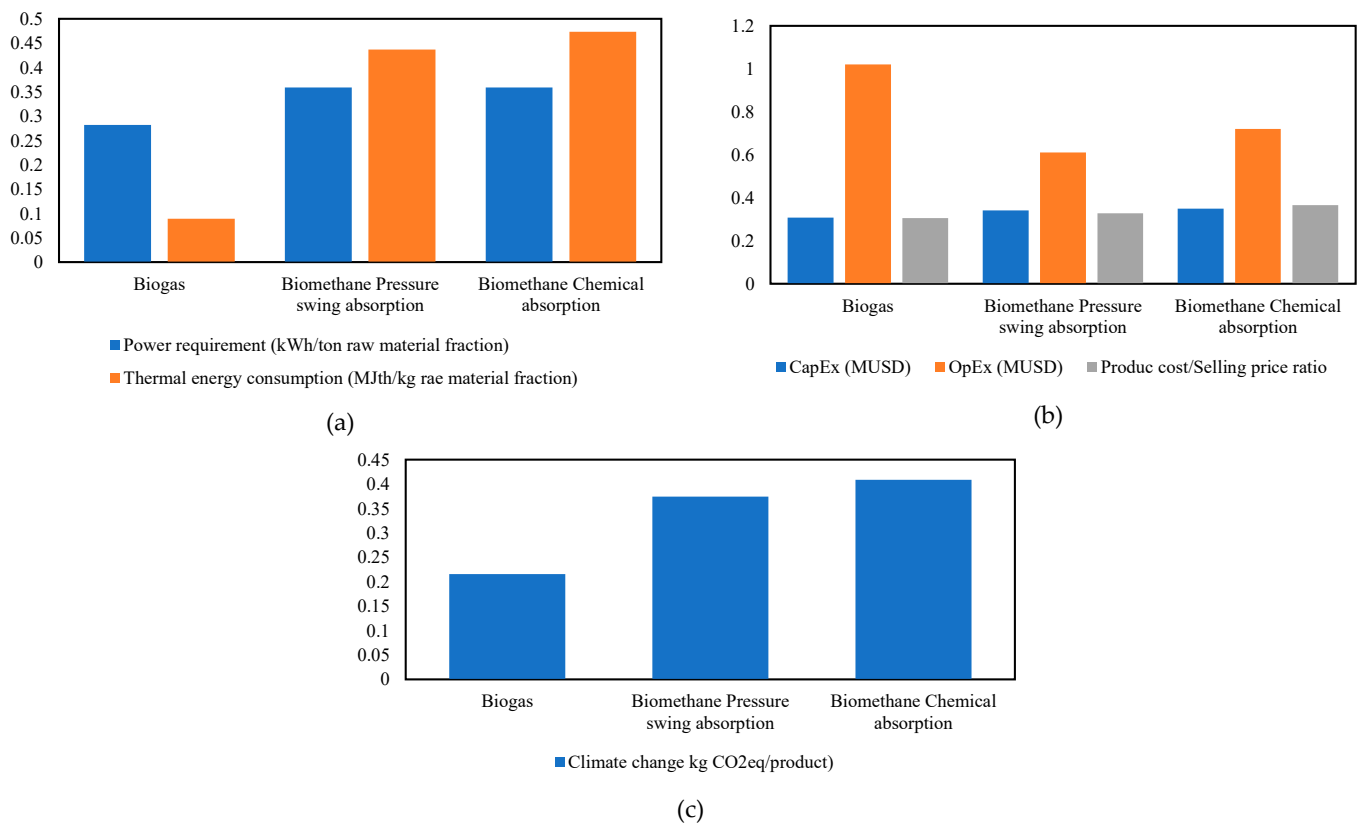 0.5
0.45
0.4
0.35
0.3
0.25
0.2
0.15
0.1
0.05
0
Biogas
Biomethane Pressure
swing absorption
Biomethane Chemical
absorption
Power requirement (kWh/ton raw material fraction)
Thermal energy consumption (MJth/kg rae material fraction)
(a)
1.2
1
0.8
0.6
0.4
0.2
0
Biogas
Biomethane Pressure
swing absorption
Biomethane Chemical
absorption
CapEx (MUSD) OpEx (MUSD) Produc cost/Selling price ratio
(b)
0.45
0.4
0.35
0.3
0.25
0.2
0.15
0.1
0.05
0
Biogas
Biomethane Pressure
swing absorption
Biomethane Chemical
absorption
Climate change kg CO2eq/product)
(c)